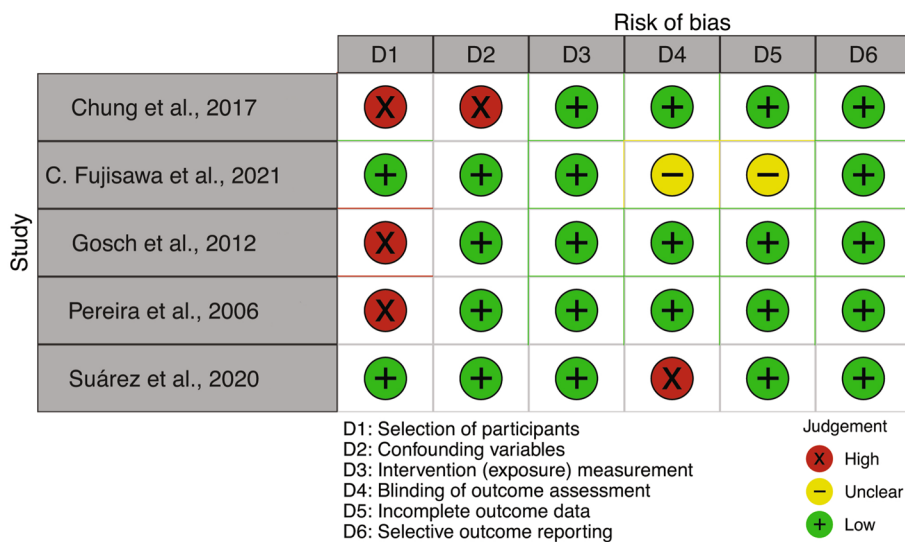 Risk of bias
D1 D2 D3 D4 D5 D6
Study
Chung et al., 2017 X X + + + +
C. Fujisawa et al., 2021 + + + − − +
Gosch et al., 2012 X + + + + +
Pereira et al., 2006 X + + + + +
Suárez et al., 2020 + + + X + +
D1: Selection of participants
D2: Confounding variables
D3: Intervention (exposure) measurement
D4: Blinding of outcome assessment
D5: Incomplete outcome data
D6: Selective outcome reporting
Judgement
X High
− Unclear
+ Low